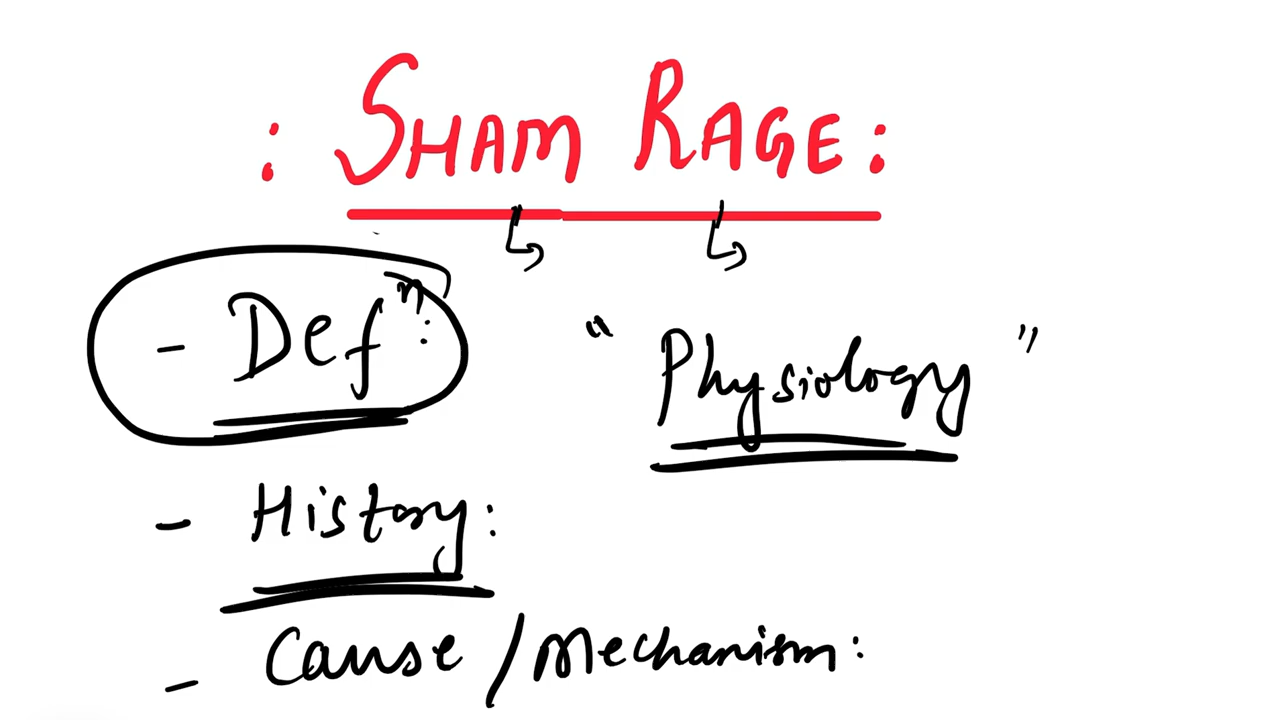 : SHAM RAGE:
- Defⁿ:
" Physiology "
- History:
- Cause / Mechanism: